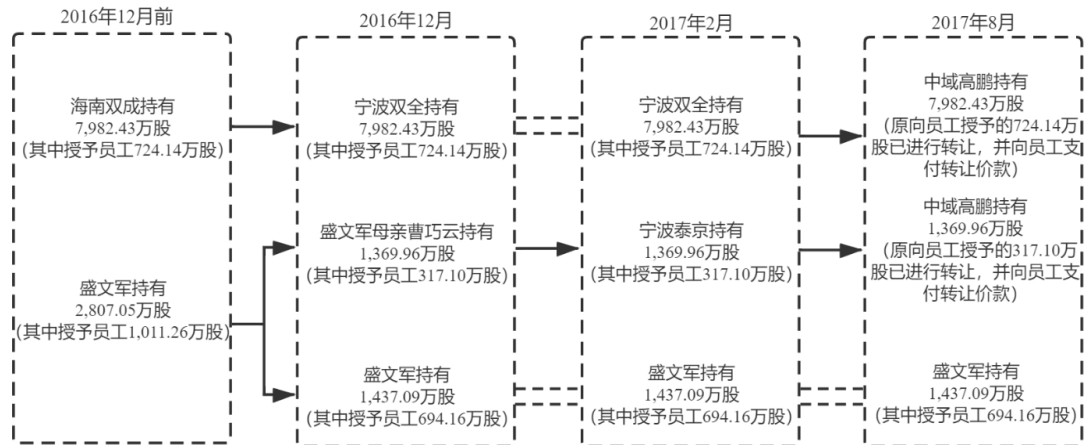 2016年12月前
海南双成持有
7,982.43万股
（其中授予员工724.14万股）
盛文军持有
2,807.05万股
（其中授予员工1,011.26万股）
2016年12月
宁波双全持有
7,982.43万股
（其中授予员工724.14万股）
盛文军母亲曹巧云持有
1,369.96万股
（其中授予员工317.10万股）
盛文军持有
1,437.09万股
（其中授予员工694.16万股）
2017年2月
宁波双全持有
7,982.43万股
（其中授予员工724.14万股）
宁波泰京持有
1,369.96万股
（其中授予员工317.10万股）
盛文军持有
1,437.09万股
（其中授予员工694.16万股）
2017年8月
中域高鹏持有
7,982.43万股
（原向员工授予的724.14万
股已进行转让，并向员工支
付转让价款）
中域高鹏持有
1,369.96万股
（原向员工授予的317.10万
股已进行转让，并向员工支
付转让价款）
盛文军持有
1,437.09万股
（其中授予员工694.16万股）